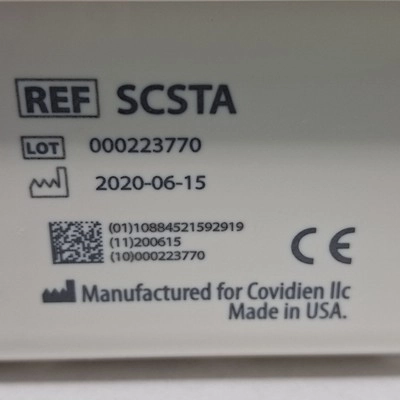 REF SCSTA
LOT 000223770
2020-06-15
(01)10884521592919
(11)200615
(10)000223770
CE
Manufactured for Covidien llc
Made in USA.